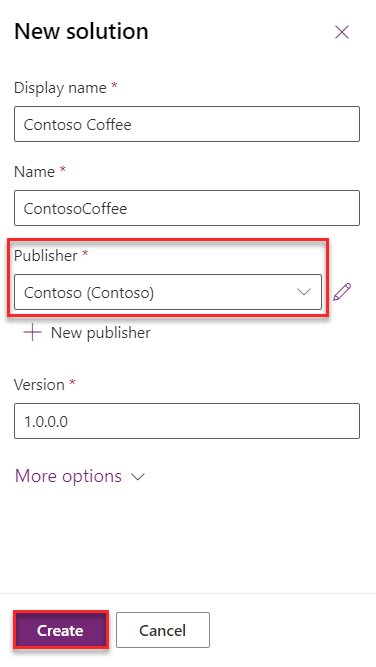 New solution
Display name *
Contoso Coffee
Name *
ContosoCoffee
Publisher *
Contoso (Contoso)
New publisher
Version *
1.0.0.0
More options
Create Cancel